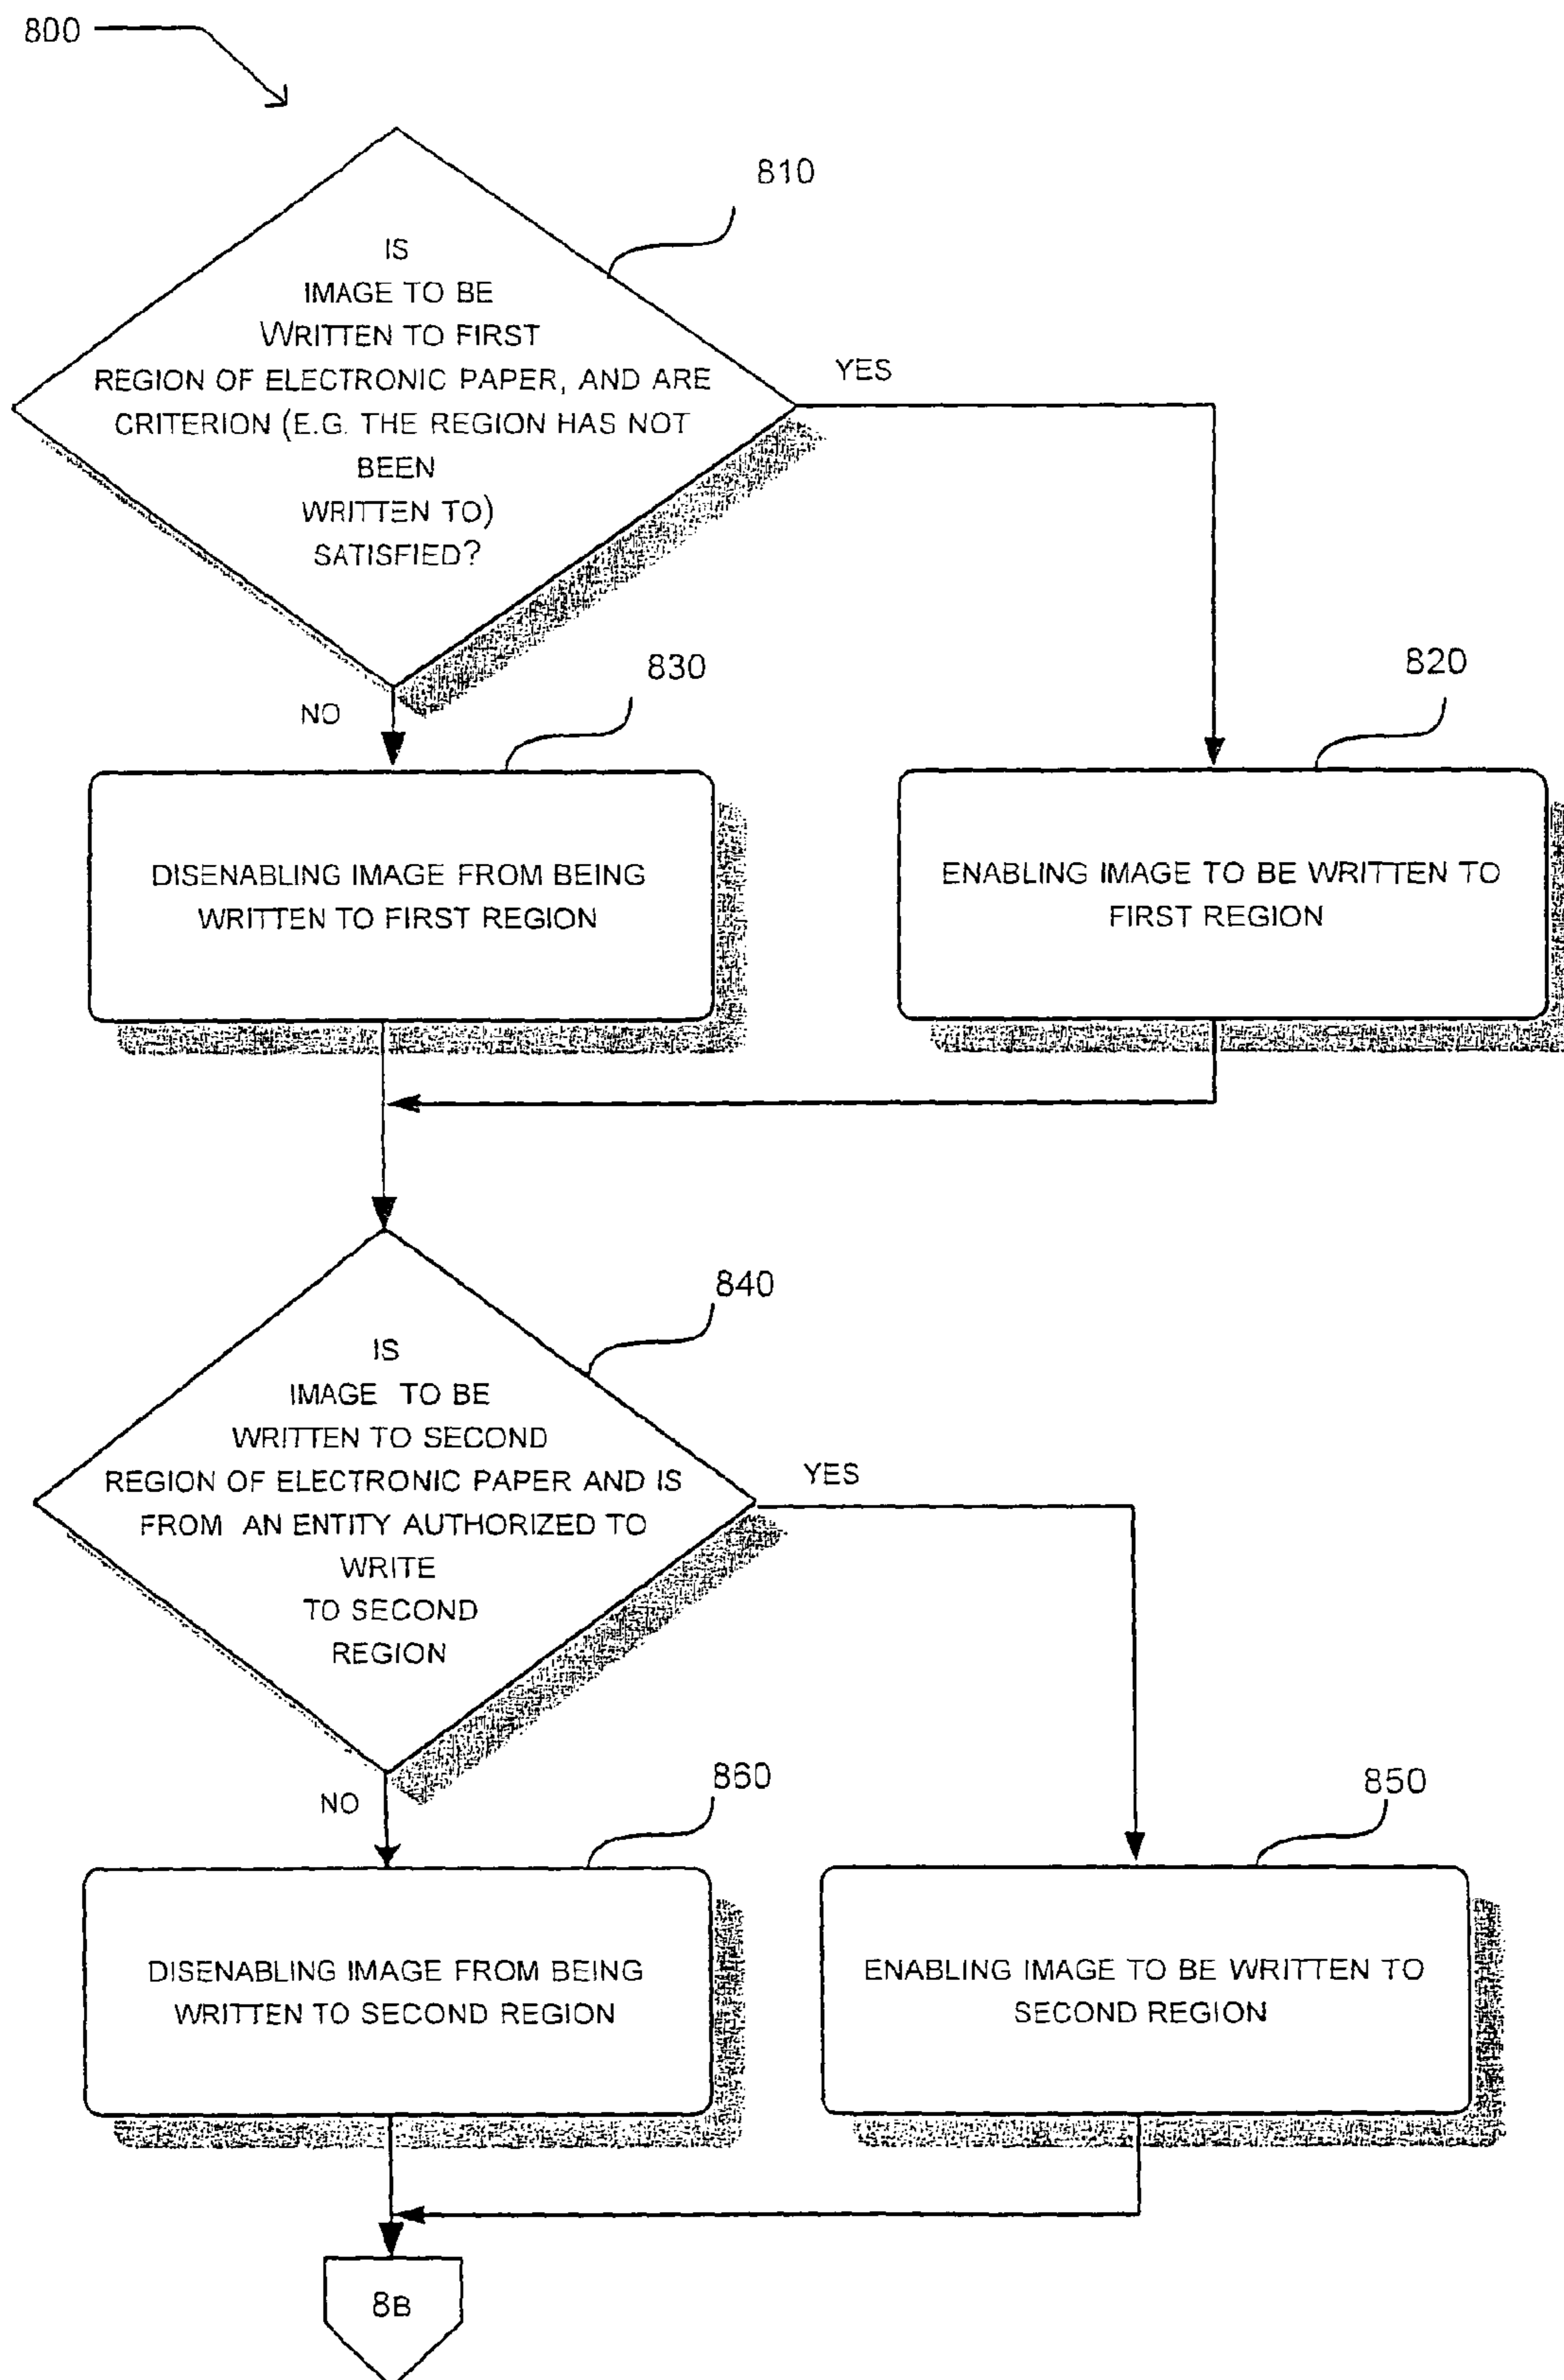 800
810
IS
IMAGE TO BE
WRITTEN TO FIRST
REGION OF ELECTRONIC PAPER, AND ARE
CRITERION (E.G. THE REGION HAS NOT
BEEN
WRITTEN TO)
SATISFIED?
YES
NO
830
820
DISENABLING IMAGE FROM BEING
WRITTEN TO FIRST REGION
ENABLING IMAGE TO BE WRITTEN TO
FIRST REGION
840
IS
IMAGE TO BE
WRITTEN TO SECOND
REGION OF ELECTRONIC PAPER AND IS
FROM AN ENTITY AUTHORIZED TO
WRITE
TO SECOND
REGION
YES
NO
860
850
DISENABLING IMAGE FROM BEING
WRITTEN TO SECOND REGION
ENABLING IMAGE TO BE WRITTEN TO
SECOND REGION
8B